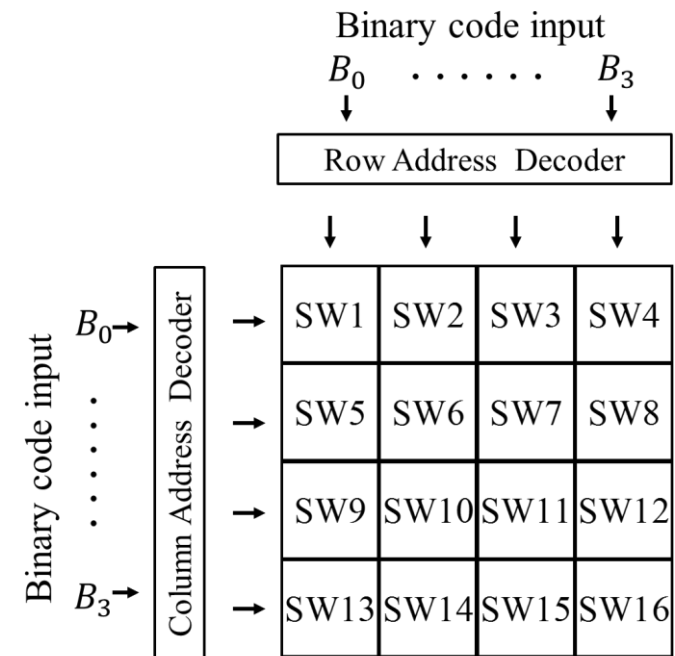 Binary code input
B₀ . . . . . . B₃
Row Address Decoder
Binary code input
B₀
. . . . . .
B₃
Column Address Decoder
SW1 SW2 SW3 SW4
SW5 SW6 SW7 SW8
SW9 SW10 SW11 SW12
SW13 SW14 SW15 SW16